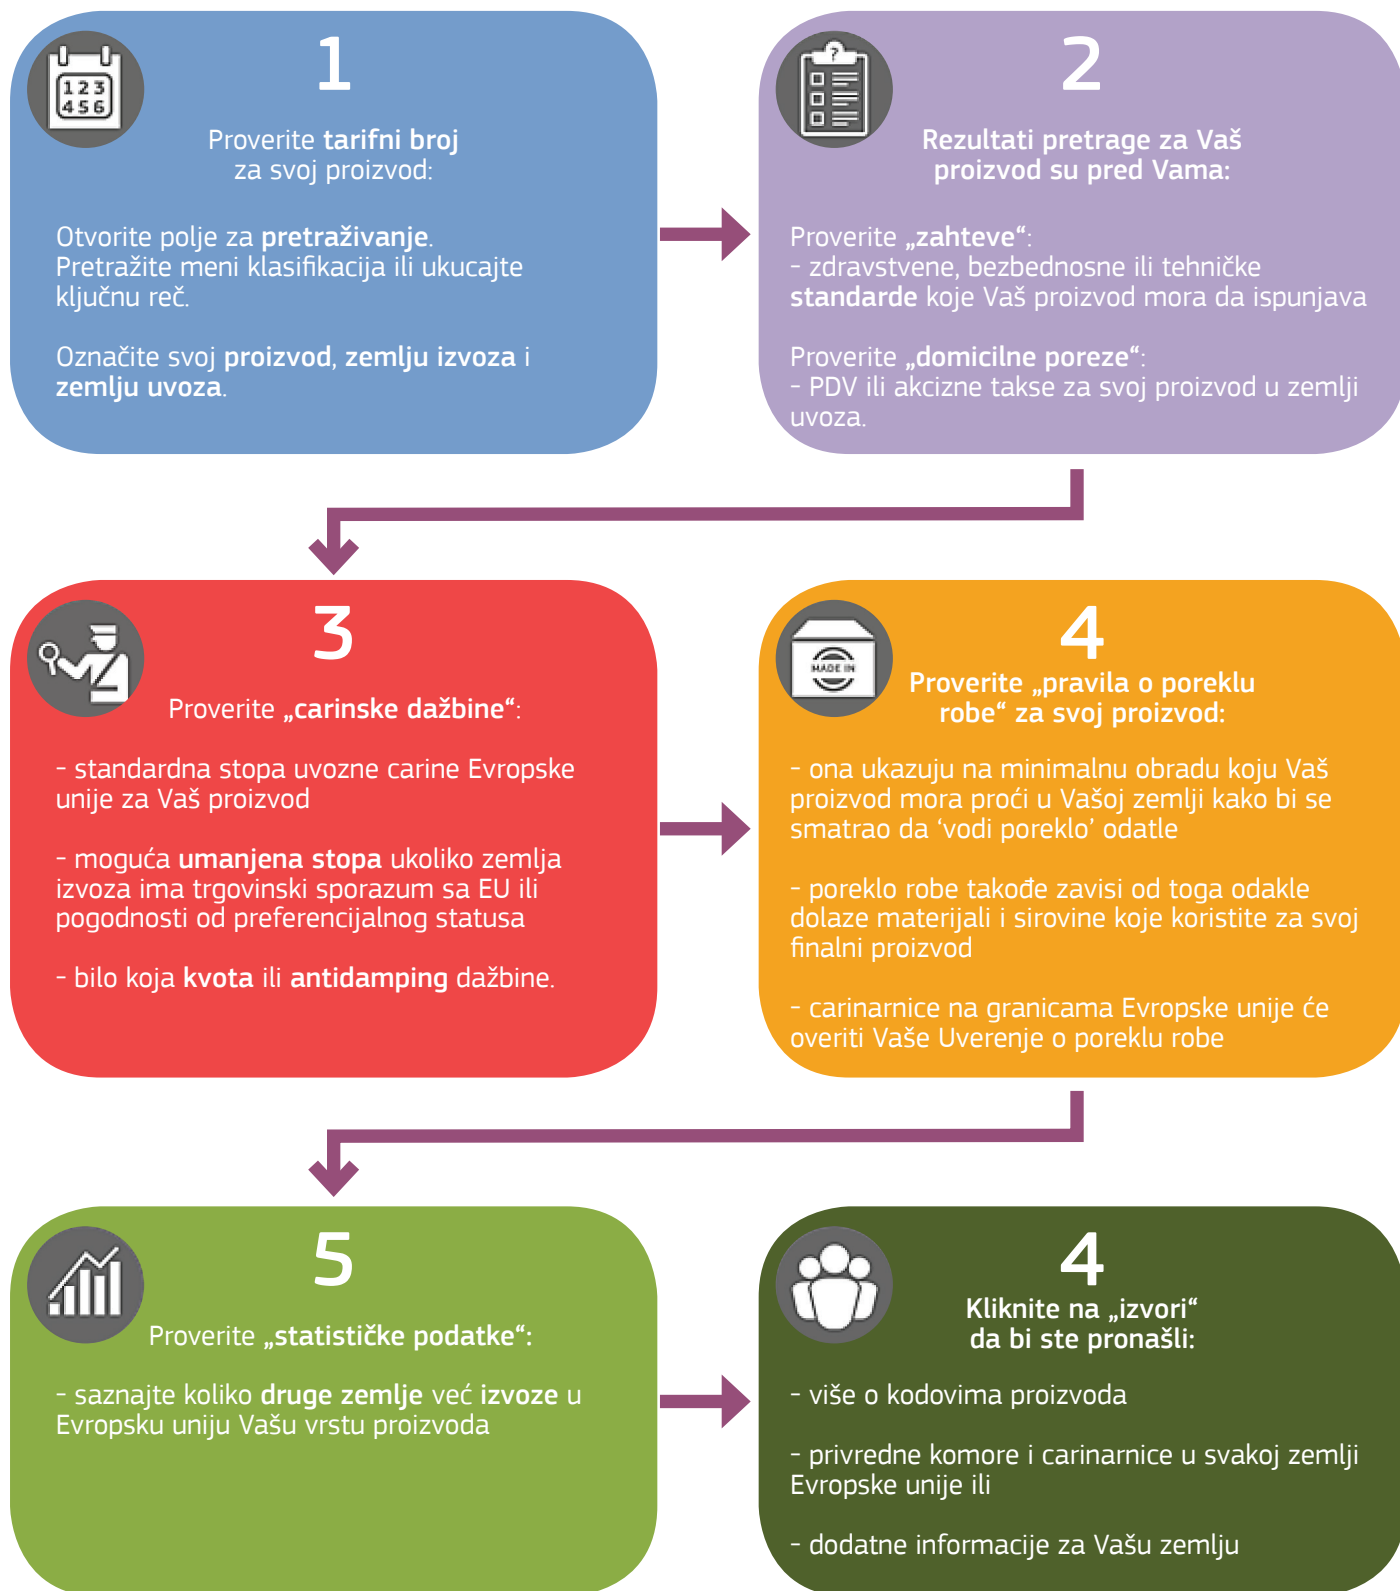 1
123
456
Proverite tarifni broj
za svoj proizvod:
Otvorite polje za pretraživanje.
Pretražite meni klasifikacija ili ukucajte
ključnu reč.
Označite svoj proizvod, zemlju izvoza i
zemlju uvoza.
2
?
Rezultati pretrage za Vaš
proizvod su pred Vama:
Proverite „zahteve“:
- zdravstvene, bezbednosne ili tehničke
standarde koje Vaš proizvod mora da ispunjava
Proverite „domicilne poreze“:
- PDV ili akcizne takse za svoj proizvod u zemlji
uvoza.
3
Proverite „carinske dažbine“:
- standardna stopa uvozne carine Evropske
unije za Vaš proizvod
- moguća umanjena stopa ukoliko zemlja
izvoza ima trgovinski sporazum sa EU ili
pogodnosti od preferencijalnog statusa
- bilo koja kvota ili antidamping dažbine.
4
MADE IN
Proverite „pravila o poreklu
robe“ za svoj proizvod:
- ona ukazuju na minimalnu obradu koju Vaš
proizvod mora proći u Vašoj zemlji kako bi se
smatrao da ‘vodi poreklo’ odatle
- poreklo robe takođe zavisi od toga odakle
dolaze materijali i sirovine koje koristite za svoj
finalni proizvod
- carinarnice na granicama Evropske unije će
overiti Vaše Uverenje o poreklu robe
5
Proverite „statističke podatke“:
- saznajte koliko druge zemlje već izvoze u
Evropsku uniju Vašu vrstu proizvoda
4
Kliknite na „izvori“
da bi ste pronašli:
- više o kodovima proizvoda
- privredne komore i carinarnice u svakoj zemlji
Evropske unije ili
- dodatne informacije za Vašu zemlju